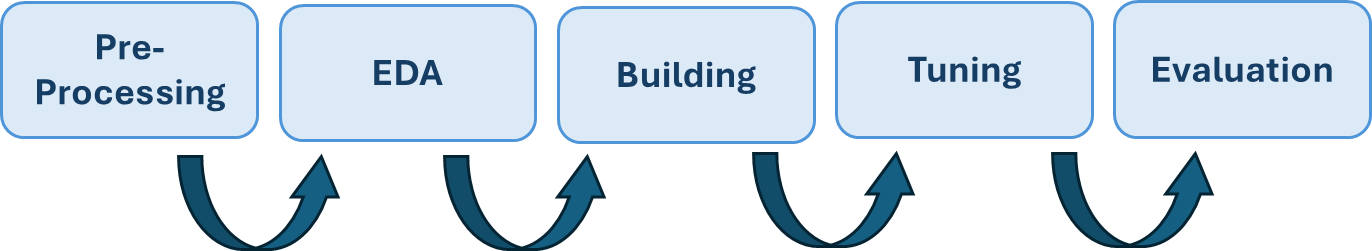 Pre-
Processing
EDA
Building
Tuning
Evaluation